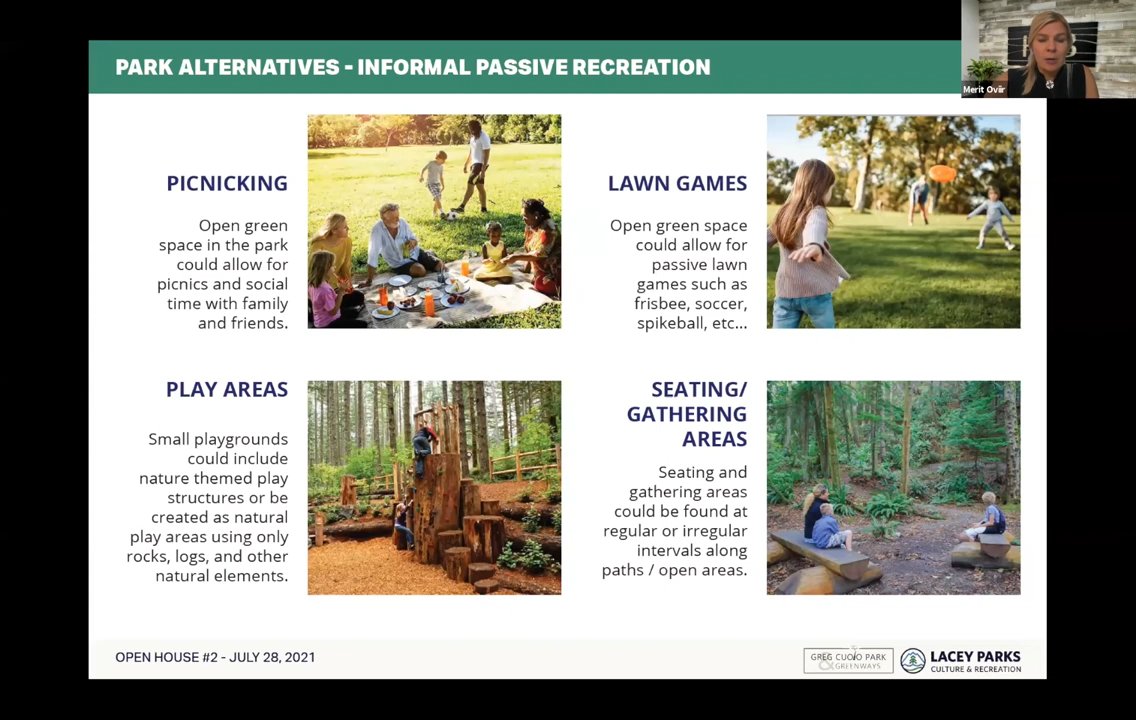 PARK ALTERNATIVES - INFORMAL PASSIVE RECREATION
Merit Oviir
PICNICKING
Open green
space in the park
could allow for
picnics and social
time with family
and friends.
LAWN GAMES
Open green space
could allow for
passive lawn
games such as
frisbee, soccer,
spikeball, etc...
PLAY AREAS
Small playgrounds
could include
nature themed play
structures or be
created as natural
play areas using only
rocks, logs, and other
natural elements.
SEATING/
GATHERING
AREAS
Seating and
gathering areas
could be found at
regular or irregular
intervals along
paths / open areas.
OPEN HOUSE #2 - JULY 28, 2021
GREG CUOIO PARK
& GREENWAYS
LACEY PARKS
CULTURE & RECREATION